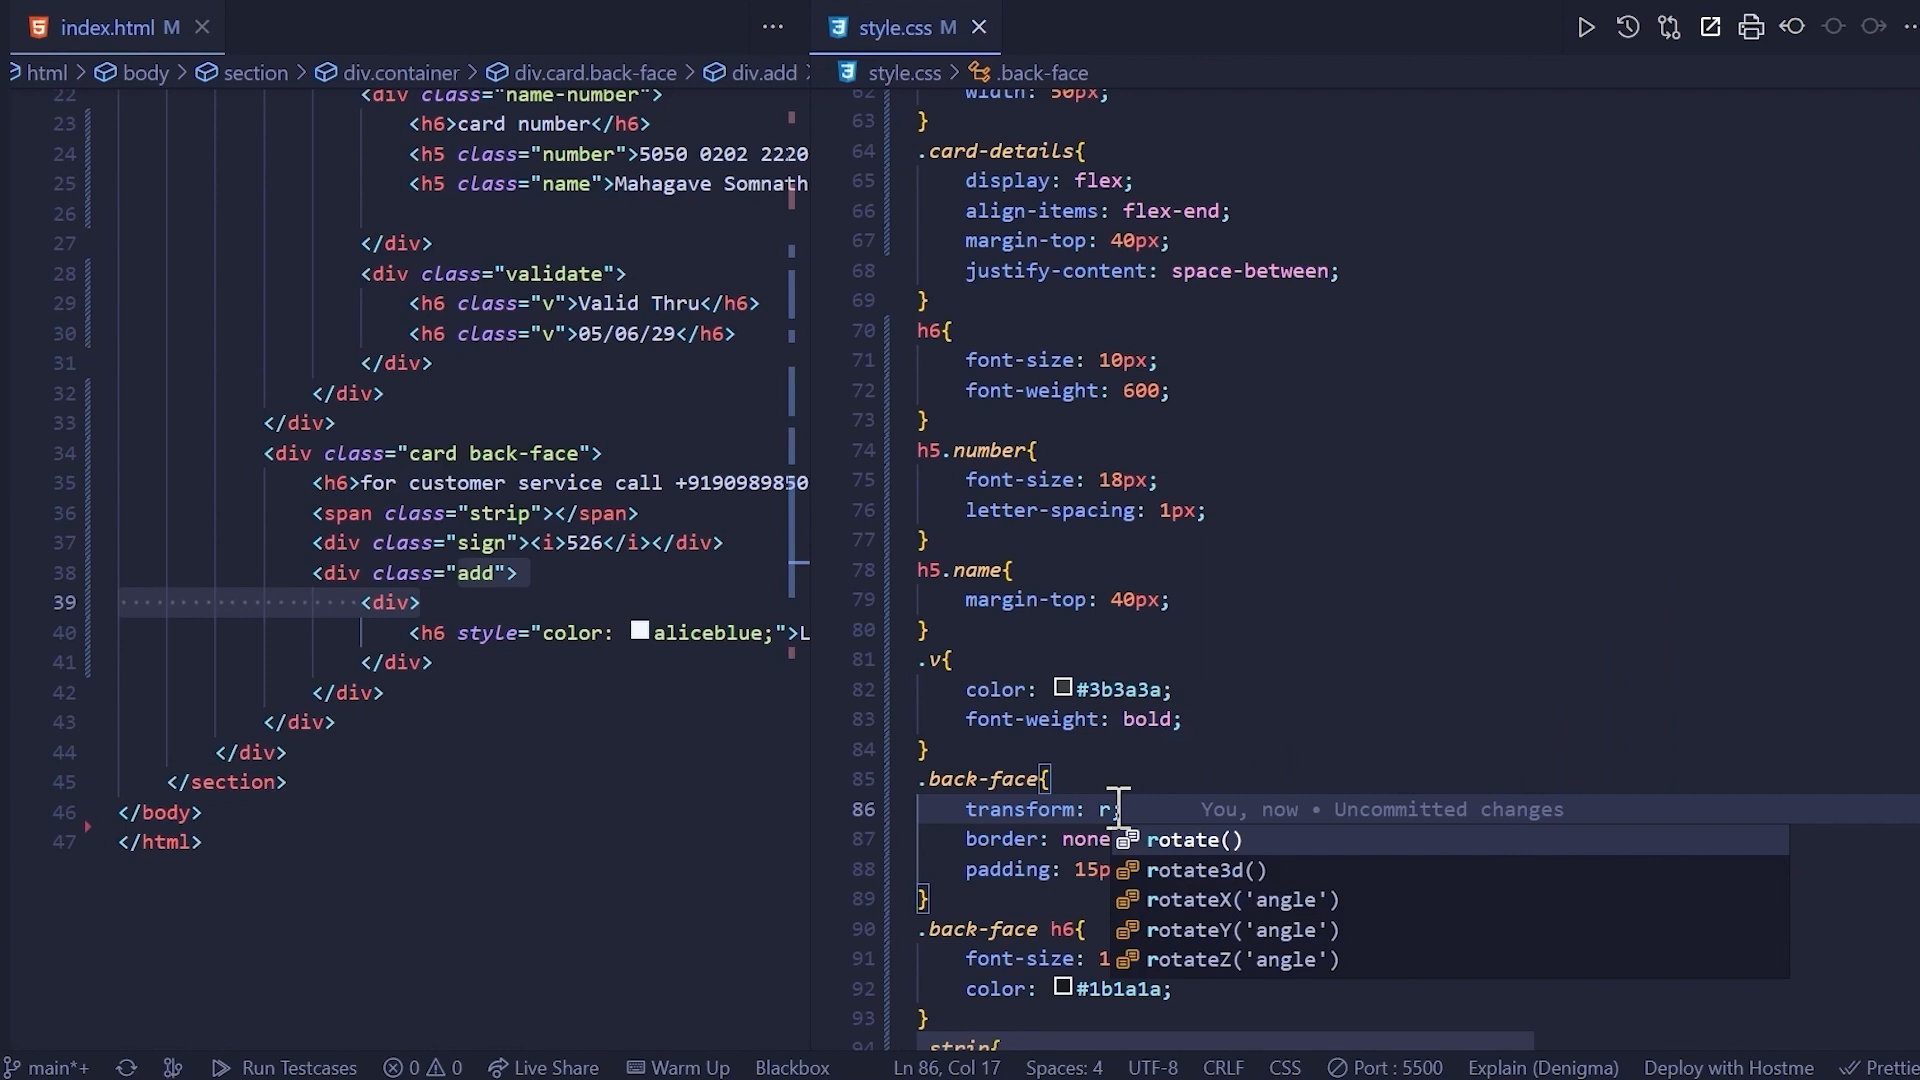 index.html M
style.css M
html > body > section > div.container > div.card.back-face > div.add
style.css > .back-face
22 <div class="name-number">
23 <h6>card number</h6>
24 <h5 class="number">5050 0202 2220
25 <h5 class="name">Mahagave Somnath
26
27 </div>
28 <div class="validate">
29 <h6 class="v">Valid Thru</h6>
30 <h6 class="v">05/06/29</h6>
31 </div>
32 </div>
33 </div>
34 <div class="card back-face">
35 <h6>for customer service call +9190989850
36 <span class="strip"></span>
37 <div class="sign"><i>526</i></div>
38 <div class="add">
39 <div>
40 <h6 style="color: aliceblue;">L
41 </div>
42 </div>
43 </div>
44 </div>
45 </section>
46 </body>
47 </html>
62 width: 50px;
63 }
64 .card-details{
65 display: flex;
66 align-items: flex-end;
67 margin-top: 40px;
68 justify-content: space-between;
69 }
70 h6{
71 font-size: 10px;
72 font-weight: 600;
73 }
74 h5.number{
75 font-size: 18px;
76 letter-spacing: 1px;
77 }
78 h5.name{
79 margin-top: 40px;
80 }
81 .v{
82 color: #3b3a3a;
83 font-weight: bold;
84 }
85 .back-face{
86 transform: r; You, now • Uncommitted changes
87 border: none
88 padding: 15p
89 }
90 .back-face h6{
91 font-size: 1
92 color: #1b1a1a;
93 }
94 .strip{
rotate()
rotate3d()
rotateX('angle')
rotateY('angle')
rotateZ('angle')
main*+ Run Testcases 0 0 Live Share Warm Up Blackbox Ln 86, Col 17 Spaces: 4 UTF-8 CRLF CSS Port : 5500 Explain (Denigma) Deploy with Hostme Prettie